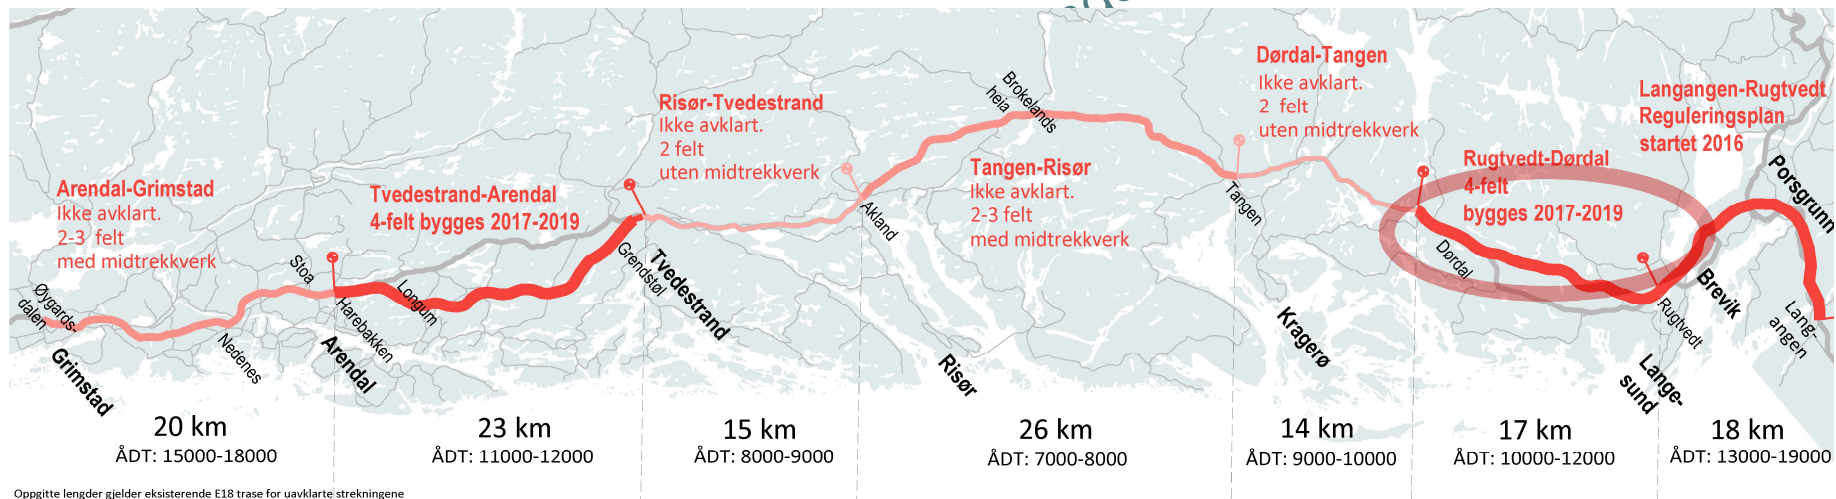 Arendal-Grimstad
Ikke avklart.
2-3 felt
med midtrekkverk
Tvedestrand-Arendal
4-felt bygges 2017-2019
Risør-Tvedestrand
Ikke avklart.
2 felt
uten midtrekkverk
Tangen-Risør
Ikke avklart.
2-3 felt
med midtrekkverk
Dørdal-Tangen
Ikke avklart.
2 felt
uten midtrekkverk
Rugtvedt-Dørdal
4-felt
bygges 2017-2019
Langangen-Rugtvedt
Reguleringsplan
startet 2016
Øygards-
dalen
Grimstad
Nedenes
Stoa
Harebakken
Arendal
Longum
Grendstøl
Tvedestrand
Akland
Risør
Brokelands
heia
Tangen
Kragerø
Dørdal
Rugtvedt
Lange-
sund
Brevik
Porsgrunn
Lang-
angen
20 km
ÅDT: 15000-18000
23 km
ÅDT: 11000-12000
15 km
ÅDT: 8000-9000
26 km
ÅDT: 7000-8000
14 km
ÅDT: 9000-10000
17 km
ÅDT: 10000-12000
18 km
ÅDT: 13000-19000
Oppgitte lengder gjelder eksisterende E18 trase for uavklarte strekningene